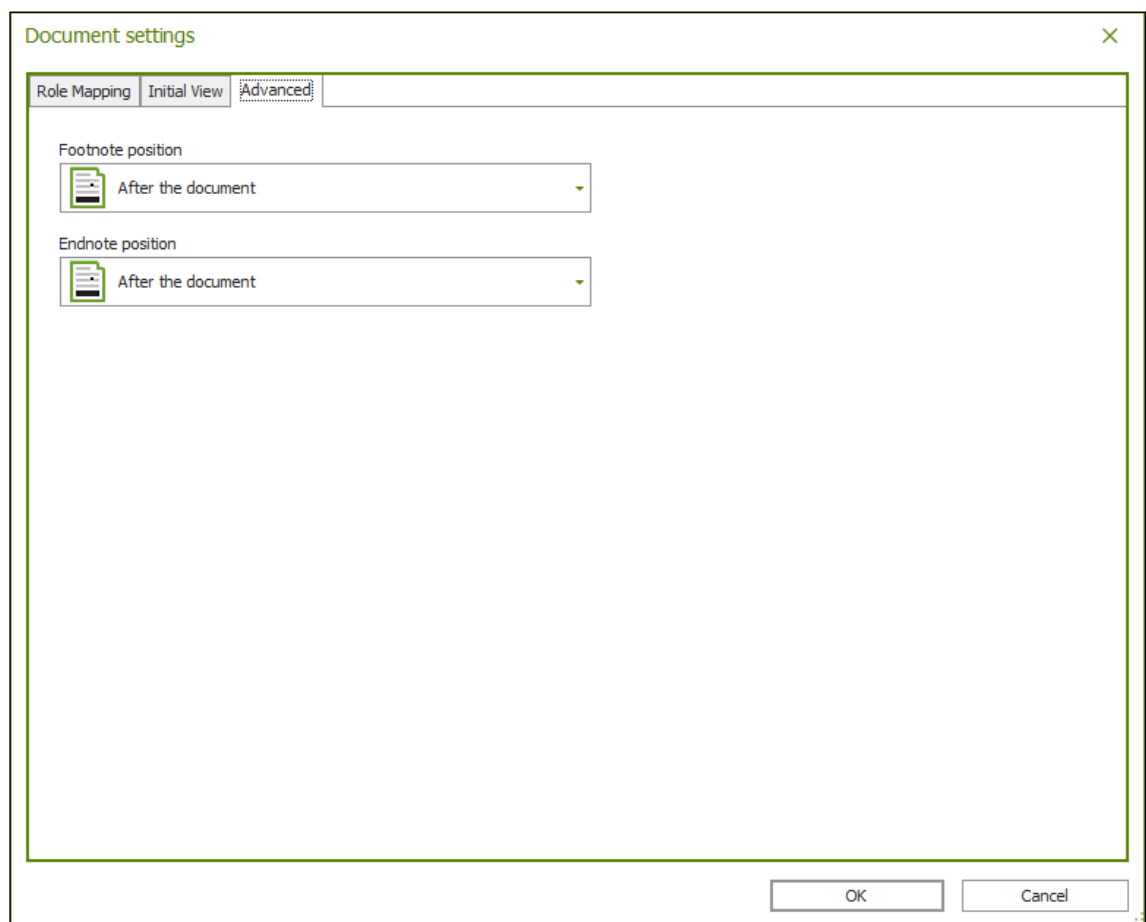 Document settings
Role Mapping Initial View Advanced
Footnote position
After the document
Endnote position
After the document
OK Cancel